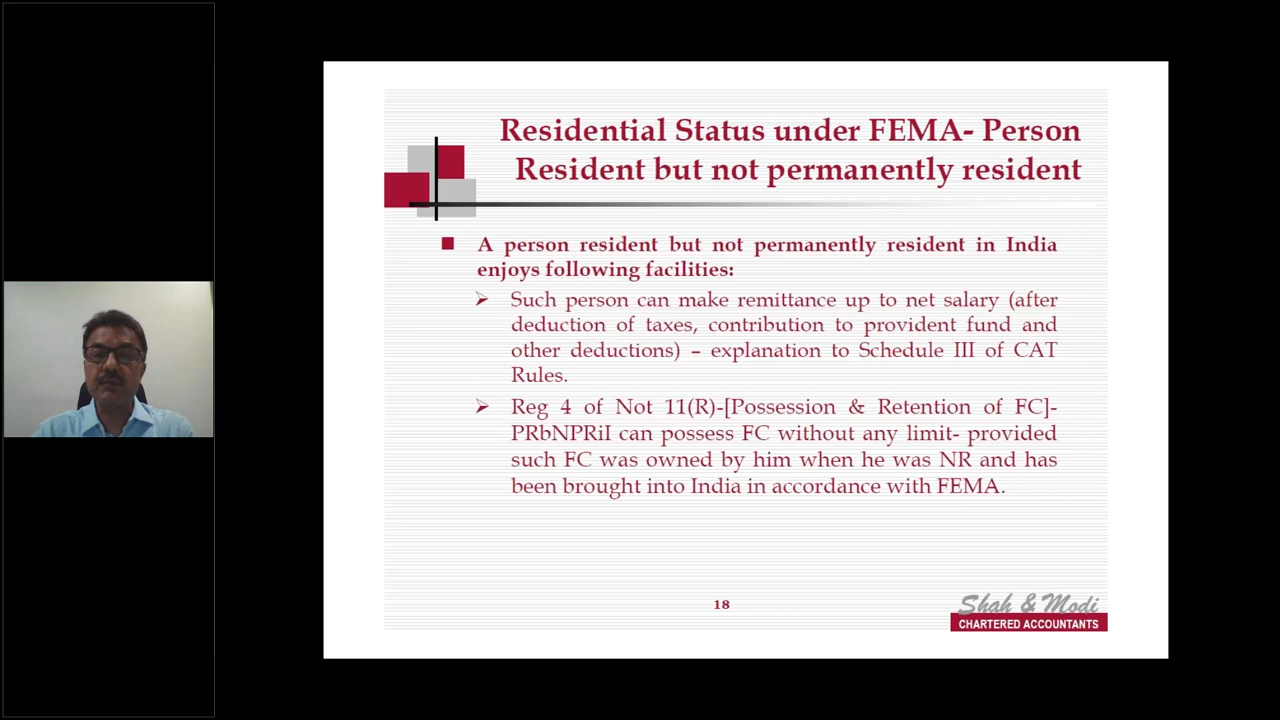 Residential Status under FEMA- Person
Resident but not permanently resident
A person resident but not permanently resident in India
enjoys following facilities:
Such person can make remittance up to net salary (after
deduction of taxes, contribution to provident fund and
other deductions) – explanation to Schedule III of CAT
Rules.
Reg 4 of Not 11(R)-[Possession & Retention of FC]-
PRbNPRiI can possess FC without any limit- provided
such FC was owned by him when he was NR and has
been brought into India in accordance with FEMA.
18
Shah & Modi
CHARTERED ACCOUNTANTS